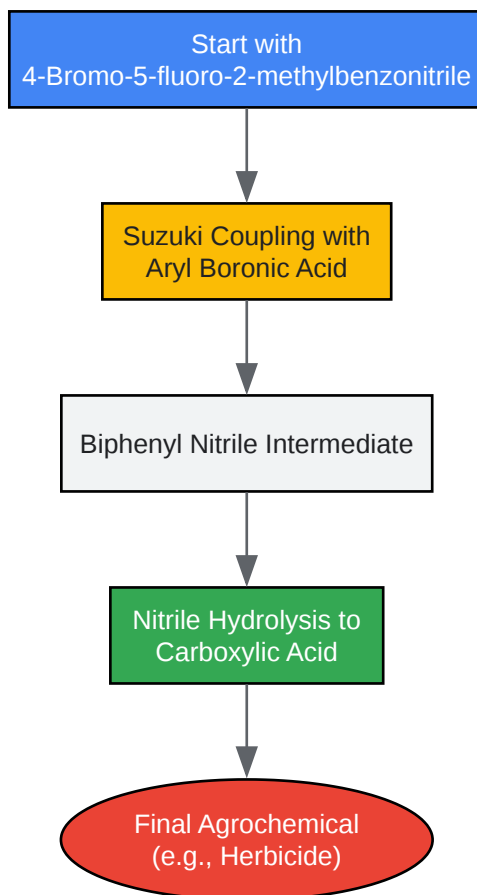 Start with
4-Bromo-5-fluoro-2-methylbenzonitrile
Suzuki Coupling with
Aryl Boronic Acid
Biphenyl Nitrile Intermediate
Nitrile Hydrolysis to
Carboxylic Acid
Final Agrochemical
(e.g., Herbicide)